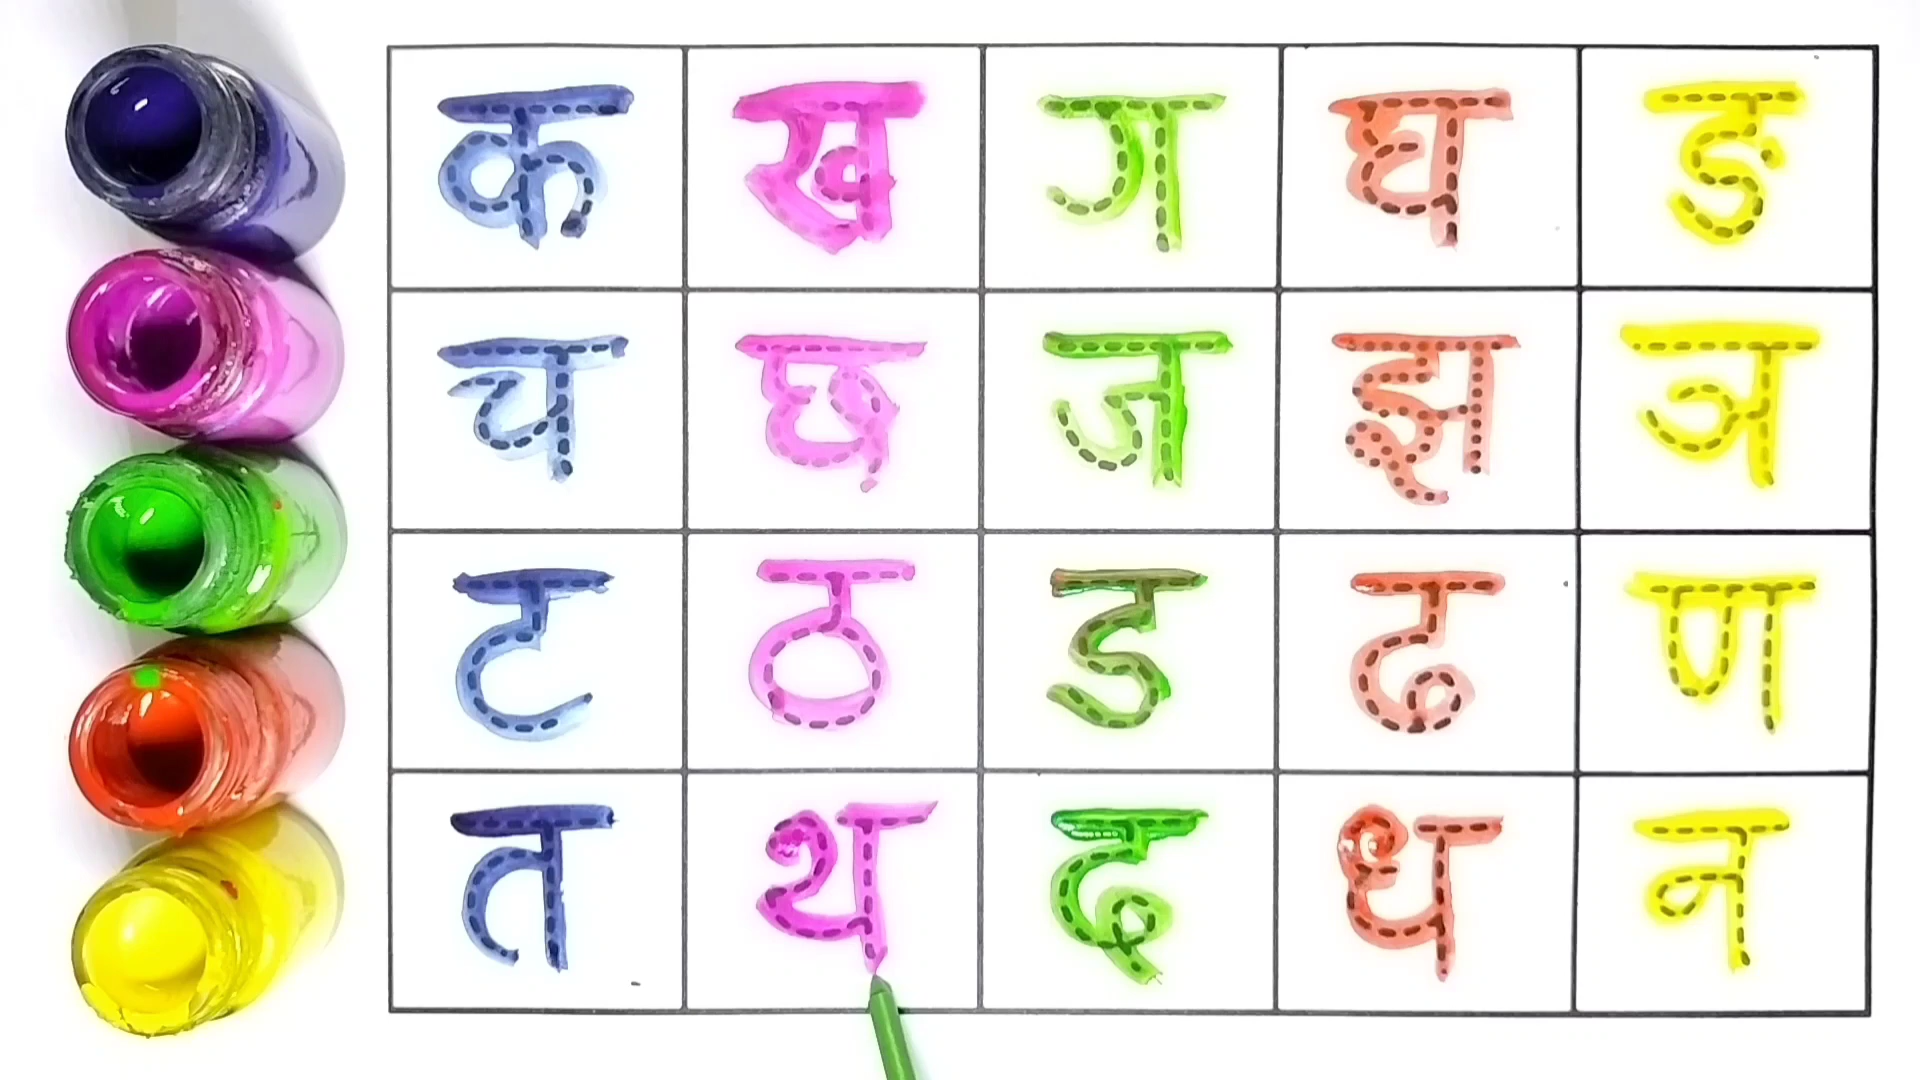 क ख ग घ ङ
च छ ज झ ञ
ट ठ ड ढ ण
त थ द ध न